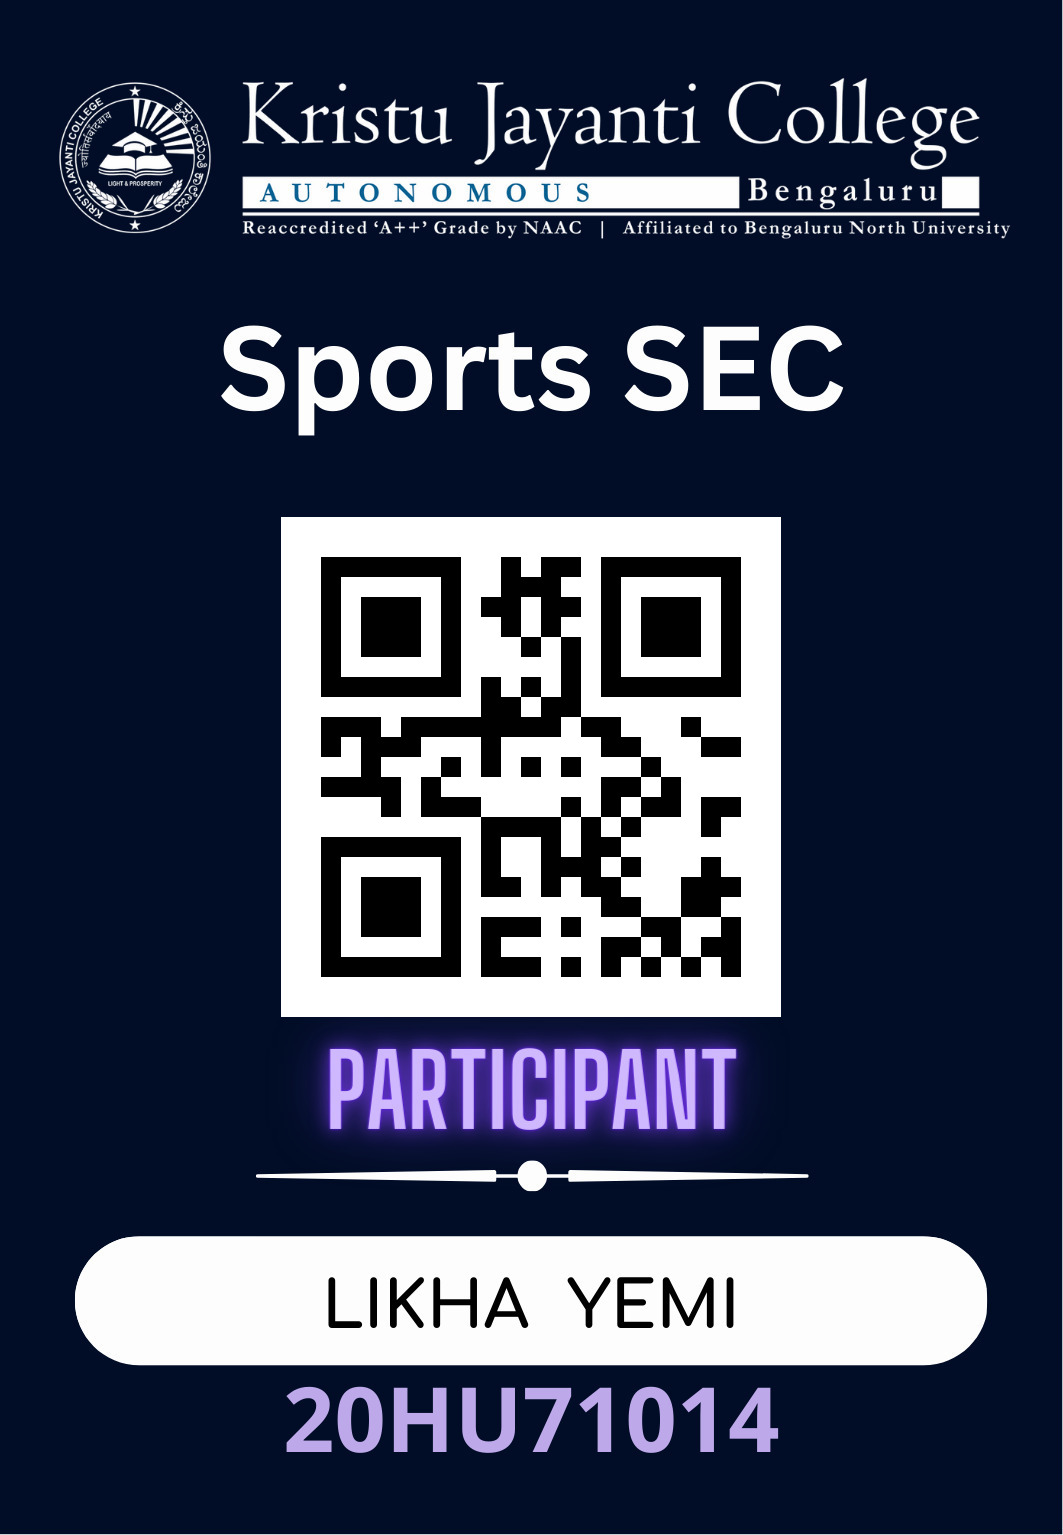 KRISTU JAYANTI COLLEGE
LIGHT & PROSPERITY
Kristu Jayanti College
AUTONOMOUS Bengaluru
Reaccredited ‘A++’ Grade by NAAC | Affiliated to Bengaluru North University
Sports SEC
PARTICIPANT
LIKHA YEMI
20HU71014